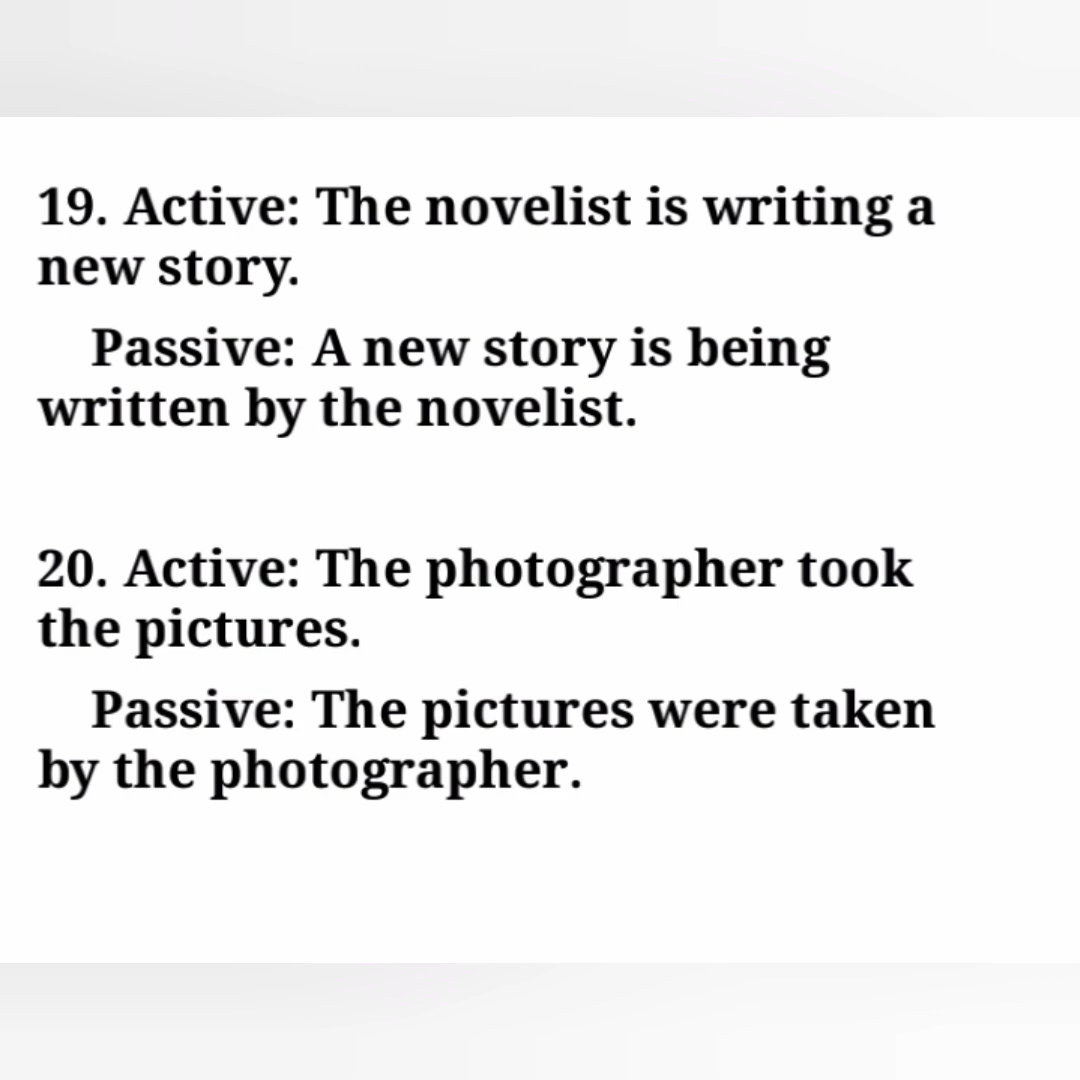 19. Active: The novelist is writing a
new story.
Passive: A new story is being
written by the novelist.
20. Active: The photographer took
the pictures.
Passive: The pictures were taken
by the photographer.